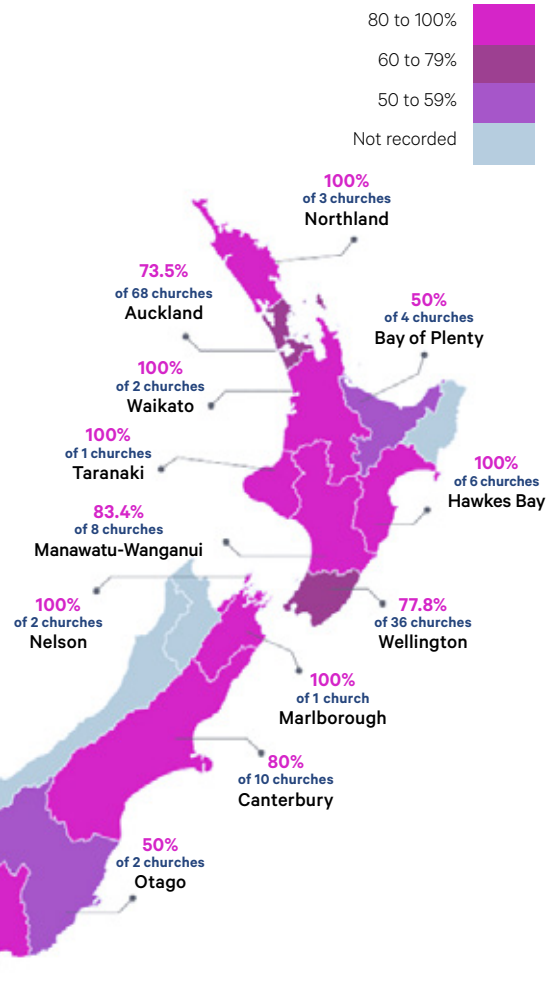 80 to 100%
60 to 79%
50 to 59%
Not recorded
100%
of 3 churches
Northland
73.5%
of 68 churches
Auckland
50%
of 4 churches
Bay of Plenty
100%
of 2 churches
Waikato
100%
of 1 churches
Taranaki
100%
of 6 churches
Hawkes Bay
83.4%
of 8 churches
Manawatu-Wanganui
100%
of 2 churches
Nelson
77.8%
of 36 churches
Wellington
100%
of 1 church
Marlborough
80%
of 10 churches
Canterbury
50%
of 2 churches
Otago